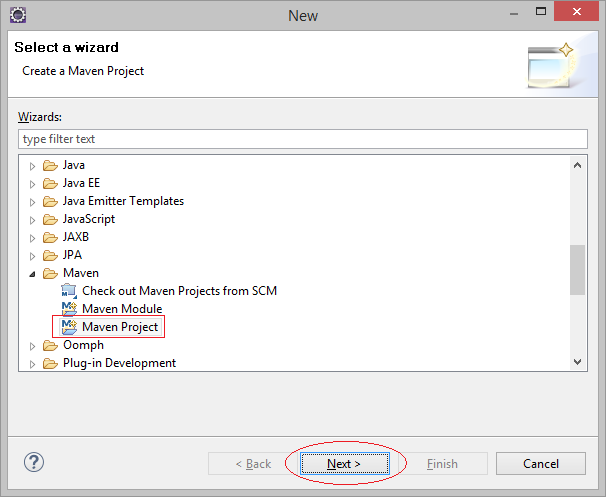 New
Select a wizard
Create a Maven Project
Wizards:
type filter text
Java
Java EE
Java Emitter Templates
JavaScript
JAXB
JPA
Maven
Check out Maven Projects from SCM
Maven Module
Maven Project
Oomph
Plug-in Development
? < Back Next > Finish Cancel